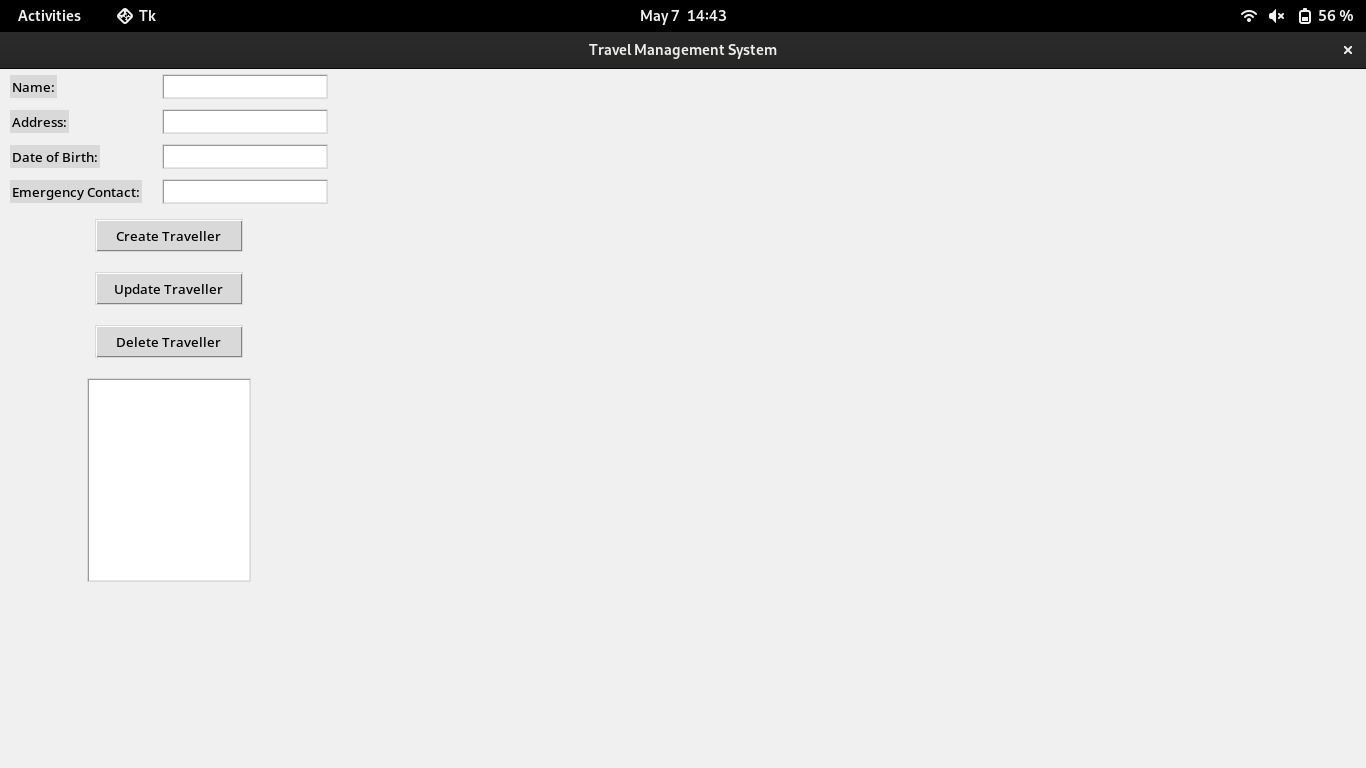 Activities Tk May 7 14:43 56 %
Travel Management System
Name:
Address:
Date of Birth:
Emergency Contact:
Create Traveller
Update Traveller
Delete Traveller